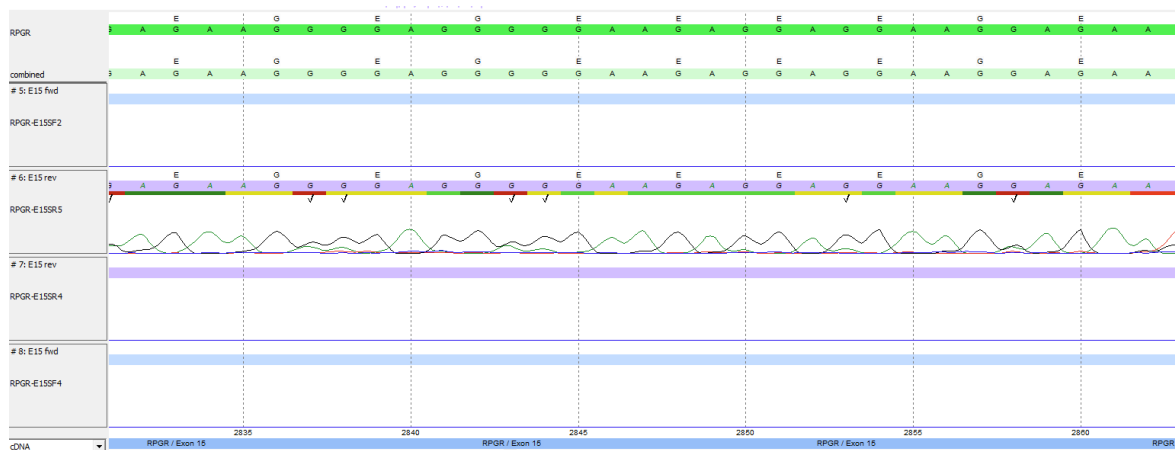 E G E G E E E E G E
RPGR
G A G A A G G G G A G G G G G A A G A G G A G G A A G G A G A A
E G E G E E E E G E
combined
G A G A A G G G G A G G G G G A A G A G G A G G A A G G A G A A
# 5: E15 fwd
RPGR-E15SF2
# 6: E15 rev
E G E G E E E E G E
G A G A A G G G G A G G G G G A A G A G G A G G A A G G A G A A
RPGR-E15SR5
# 7: E15 rev
RPGR-E15SR4
# 8: E15 fwd
RPGR-E15SF4
2835 2840 2845 2850 2855 2860
cDNA RPGR / Exon 15 RPGR / Exon 15 RPGR / Exon 15 RPGR